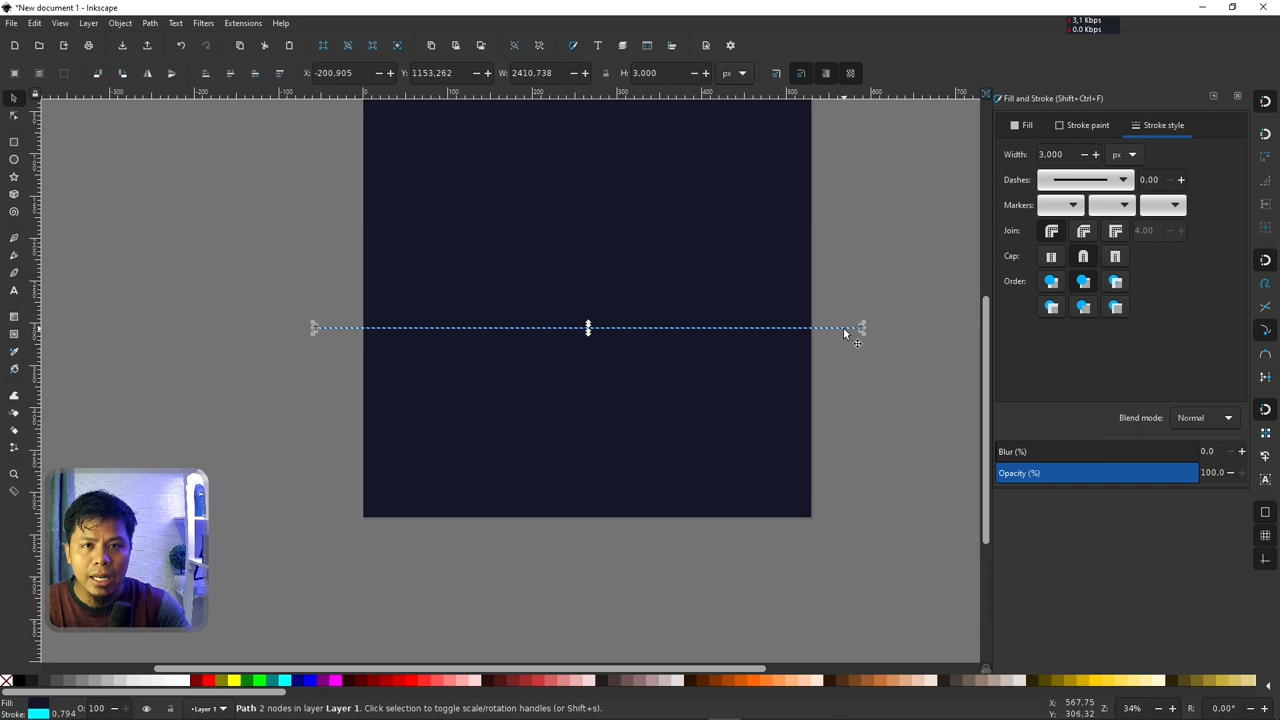 *New document 1 - Inkscape
File Edit View Layer Object Path Text Filters Extensions Help
3,1 Kbps
0.0 Kbps
X: -200,905 Y: 1153,262 W: 2410,738 H: 3,000 px
Fill and Stroke (Shift+Ctrl+F)
Fill Stroke paint Stroke style
Width: 3,000 px
Dashes: 0.00
Markers:
Join: 4.00
Cap:
Order:
Blend mode: Normal
Blur (%) 0.0
Opacity (%) 100.0
Fill: O: 100 Layer 1 Path 2 nodes in layer Layer 1. Click selection to toggle scale/rotation handles (or Shift+s). X: 567.75 Z: 34% R: 0,00°
Stroke: 0.794 Y: 306.32